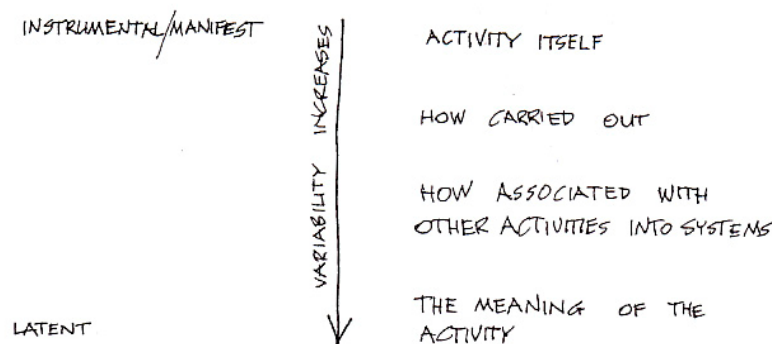 INSTRUMENTAL/MANIFEST
VARIABILITY INCREASES
ACTIVITY ITSELF
HOW CARRIED OUT
HOW ASSOCIATED WITH
OTHER ACTIVITIES INTO SYSTEMS
THE MEANING OF THE
ACTIVITY
LATENT